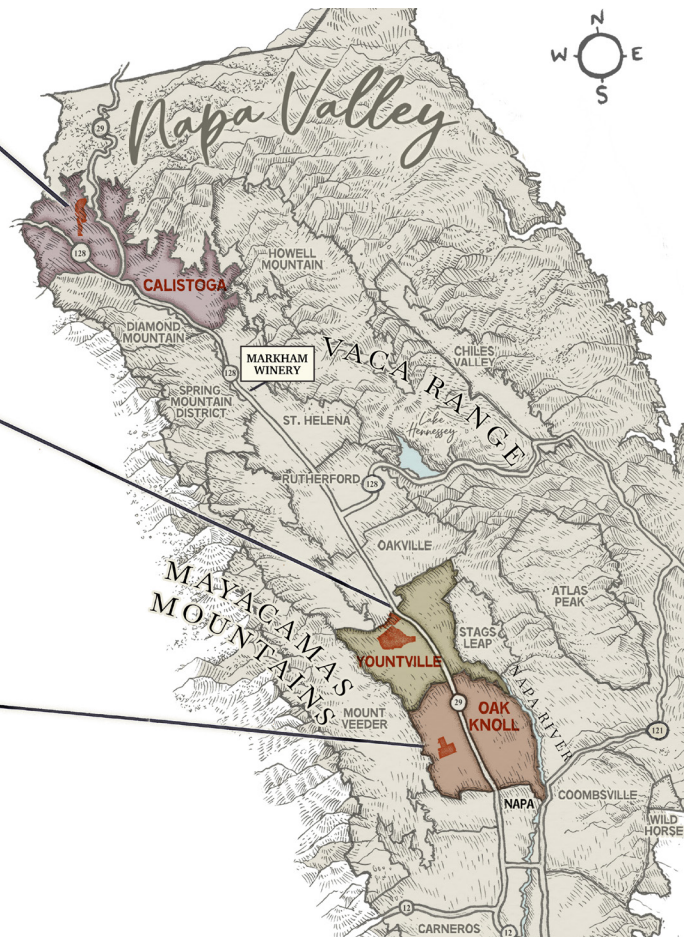 N
W E
S
Napa Valley
29
128
CALISTOGA
HOWELL
MOUNTAIN
DIAMOND
MOUNTAIN
MARKHAM
WINERY
VACA RANGE
CHILES
VALLEY
128
SPRING
MOUNTAIN
DISTRICT
ST. HELENA
Lake
Hennessey
RUTHERFORD
128
OAKVILLE
MAYACAMAS
MOUNTAINS
ATLAS
PEAK
STAGS
LEAP
YOUNTVILLE
NAPA RIVER
29
OAK
KNOLL
MOUNT
VEEDER
121
NAPA
COOMBSVILLE
WILD
HORSE
12
CARNEROS
12